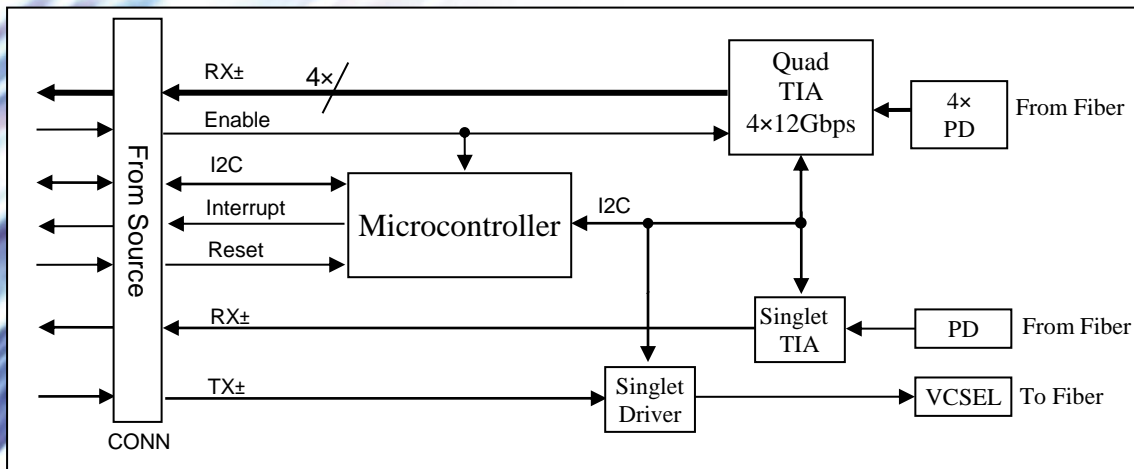 RX±
4×
Quad
TIA
4×12Gbps
4×
PD
From Fiber
Enable
From Source
I2C
Interrupt
Microcontroller
I2C
Reset
RX±
Singlet
TIA
PD
From Fiber
TX±
Singlet
Driver
VCSEL
To Fiber
CONN